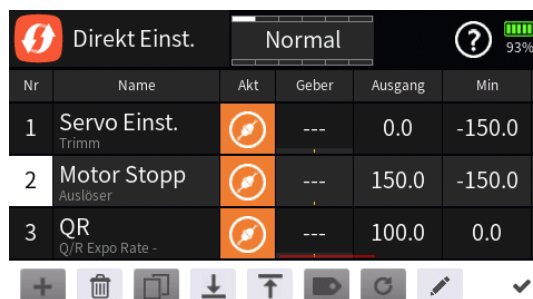 Direkt Einst.
Normal
?
93%
Nr Name Akt Geber Ausgang Min
1 Servo Einst. --- 0.0 -150.0
Trimm
2 Motor Stopp --- 150.0 -150.0
Auslöser
3 QR --- 100.0 0.0
Q/R Expo Rate -